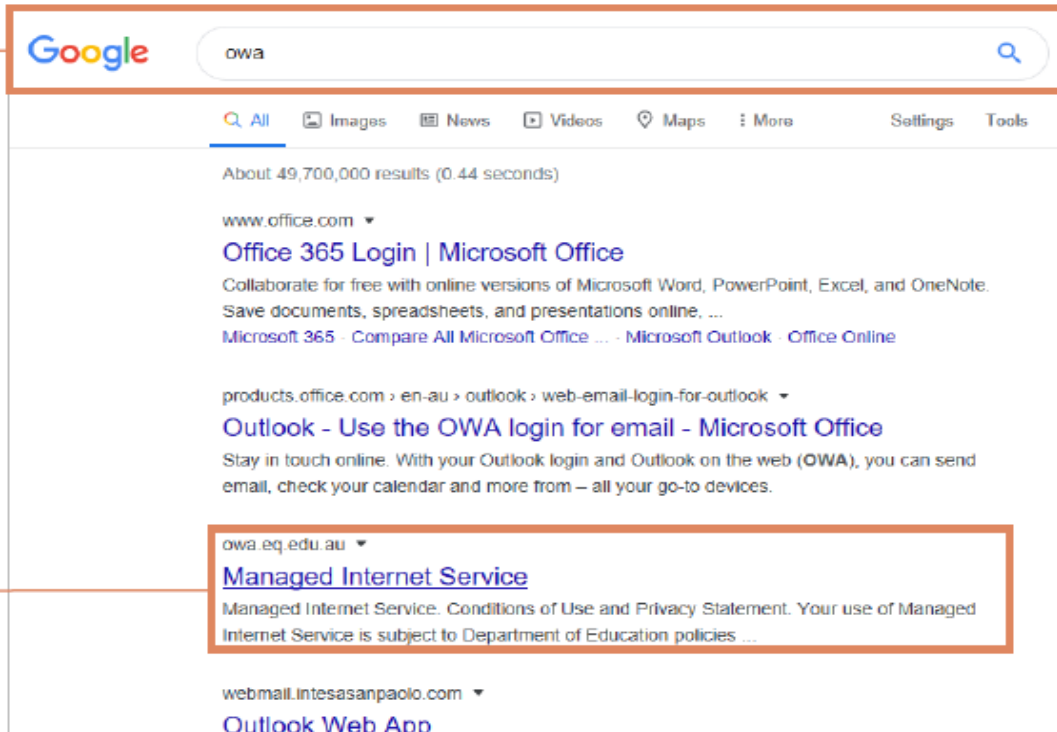 Google
owa
All Images News Videos Maps More Settings Tools
About 49,700,000 results (0.44 seconds)
www.office.com
Office 365 Login | Microsoft Office
Collaborate for free with online versions of Microsoft Word, PowerPoint, Excel, and OneNote.
Save documents, spreadsheets, and presentations online, ...
Microsoft 365 · Compare All Microsoft Office ... · Microsoft Outlook · Office Online
products.office.com › en-au › outlook › web-email-login-for-outlook
Outlook - Use the OWA login for email - Microsoft Office
Stay in touch online. With your Outlook login and Outlook on the web (OWA), you can send
email, check your calendar and more from – all your go-to devices.
owa.eq.edu.au
Managed Internet Service
Managed Internet Service. Conditions of Use and Privacy Statement. Your use of Managed
Internet Service is subject to Department of Education policies ...
webmail.intesasanpaolo.com
Outlook Web App